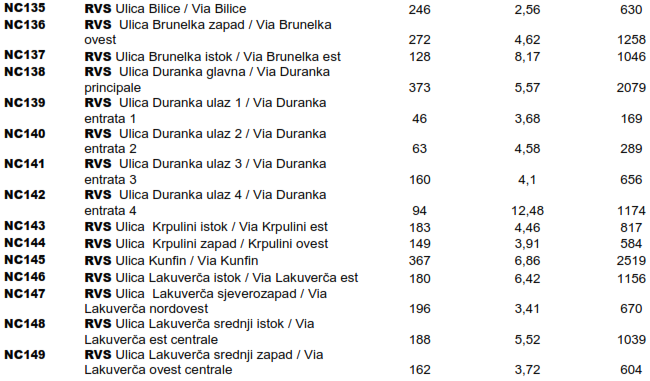 NC135 RVS Ulica Bilice / Via Bilice 246 2,56 630
NC136 RVS Ulica Brunelka zapad / Via Brunelka
ovest 272 4,62 1258
NC137 RVS Ulica Brunelka istok / Via Brunelka est 128 8,17 1046
NC138 RVS Ulica Duranka glavna / Via Duranka
principale 373 5,57 2079
NC139 RVS Ulica Duranka ulaz 1 / Via Duranka
entrata 1 46 3,68 169
NC140 RVS Ulica Duranka ulaz 2 / Via Duranka
entrata 2 63 4,58 289
NC141 RVS Ulica Duranka ulaz 3 / Via Duranka
entrata 3 160 4,1 656
NC142 RVS Ulica Duranka ulaz 4 / Via Duranka
entrata 4 94 12,48 1174
NC143 RVS Ulica Krpulini istok / Via Krpulini est 183 4,46 817
NC144 RVS Ulica Krpulini zapad / Krpulini ovest 149 3,91 584
NC145 RVS Ulica Kunfin / Via Kunfin 367 6,86 2519
NC146 RVS Ulica Lakuverča istok / Via Lakuverča est 180 6,42 1156
NC147 RVS Ulica Lakuverča sjeverozapad / Via
Lakuverča nordovest 196 3,41 670
NC148 RVS Ulica Lakuverča srednji istok / Via
Lakuverča est centrale 188 5,52 1039
NC149 RVS Ulica Lakuverča srednji zapad / Via
Lakuverča ovest centrale 162 3,72 604